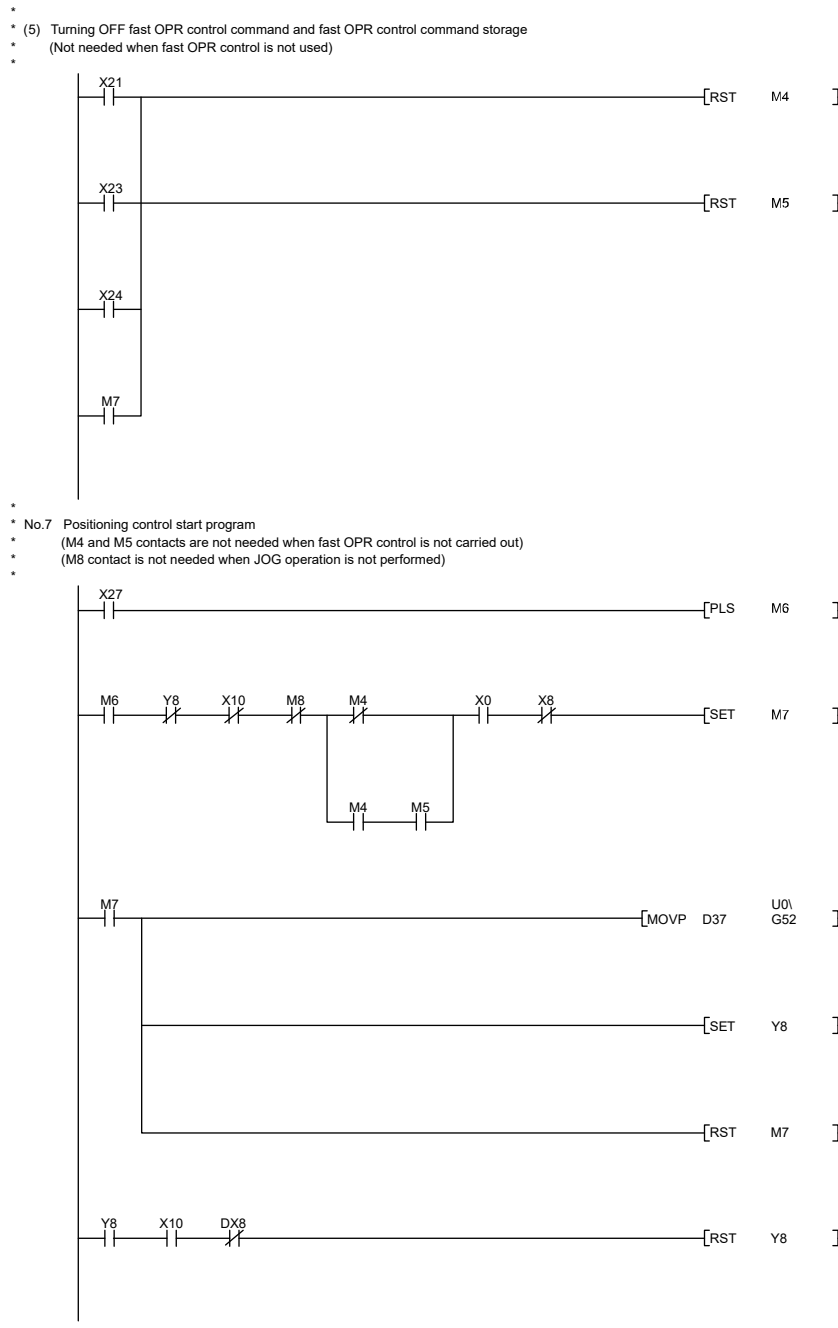 *
* (5) Turning OFF fast OPR control command and fast OPR control command storage
* (Not needed when fast OPR control is not used)
*
X21
[RST M4 ]
X23
[RST M5 ]
X24
M7
*
* No.7 Positioning control start program
* (M4 and M5 contacts are not needed when fast OPR control is not carried out)
* (M8 contact is not needed when JOG operation is not performed)
*
X27
[PLS M6 ]
M6 Y8 X10 M8 M4 X0 X8
[SET M7 ]
M4 M5
M7
U0\
[MOVP D37 G52 ]
[SET Y8 ]
[RST M7 ]
Y8 X10 DX8
[RST Y8 ]